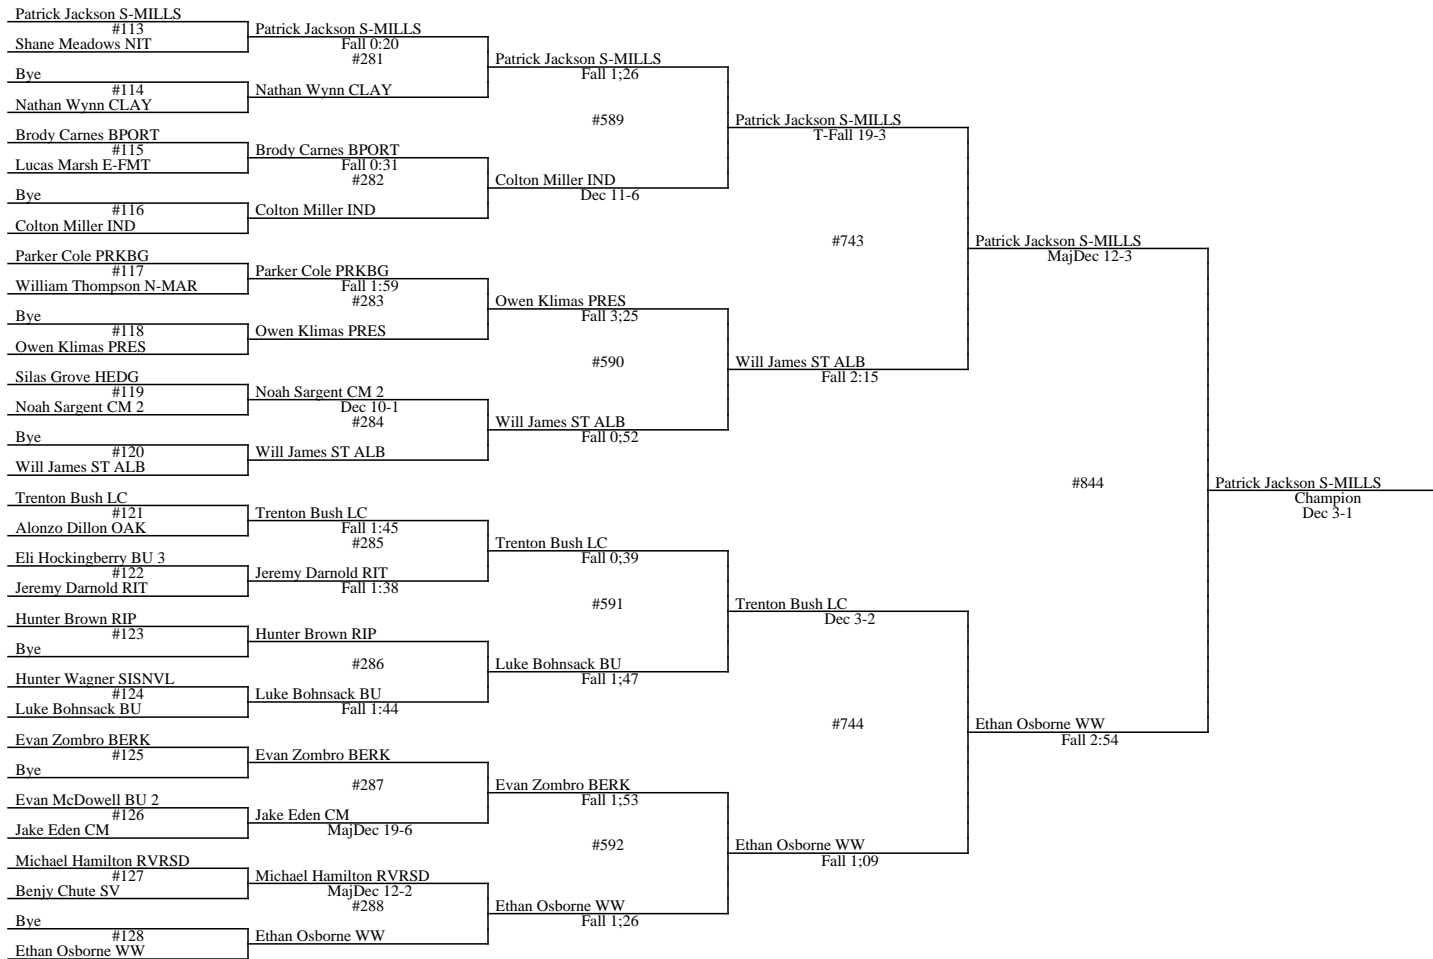 Patrick Jackson S-MILLS
#113
Shane Meadows NIT
Bye
#114
Nathan Wynn CLAY
Brody Carnes BPORT
#115
Lucas Marsh E-FMT
Bye
#116
Colton Miller IND
Parker Cole PRKBG
#117
William Thompson N-MAR
Bye
#118
Owen Klimas PRES
Silas Grove HEDG
#119
Noah Sargent CM 2
Bye
#120
Will James ST ALB
Trenton Bush LC
#121
Alonzo Dillon OAK
Eli Hockingberry BU 3
#122
Jeremy Darnold RIT
Hunter Brown RIP
#123
Bye
Hunter Wagner SISNVL
#124
Luke Bohnsack BU
Evan Zombro BERK
#125
Bye
Evan McDowell BU 2
#126
Jake Eden CM
Michael Hamilton RVRSD
#127
Benjy Chute SV
Bye
#128
Ethan Osborne WW
Patrick Jackson S-MILLS
Fall 0:20
#281
Nathan Wynn CLAY
Brody Carnes BPORT
Fall 0:31
#282
Colton Miller IND
Parker Cole PRKBG
Fall 1:59
#283
Owen Klimas PRES
Noah Sargent CM 2
Dec 10-1
#284
Will James ST ALB
Trenton Bush LC
Fall 1:45
#285
Jeremy Darnold RIT
Fall 1:38
Hunter Brown RIP
#286
Luke Bohnsack BU
Fall 1:44
Evan Zombro BERK
#287
Jake Eden CM
MajDec 19-6
Michael Hamilton RVRSD
MajDec 12-2
#288
Ethan Osborne WW
Patrick Jackson S-MILLS
Fall 1;26
#589
Colton Miller IND
Dec 11-6
Owen Klimas PRES
Fall 3;25
#590
Will James ST ALB
Fall 0;52
Trenton Bush LC
Fall 0;39
#591
Luke Bohnsack BU
Fall 1;47
Evan Zombro BERK
Fall 1;53
#592
Ethan Osborne WW
Fall 1;26
Patrick Jackson S-MILLS
T-Fall 19-3
#743
Will James ST ALB
Fall 2:15
Trenton Bush LC
Dec 3-2
#744
Ethan Osborne WW
Fall 1;09
Patrick Jackson S-MILLS
MajDec 12-3
#844
Ethan Osborne WW
Fall 2:54
Patrick Jackson S-MILLS
Champion
Dec 3-1